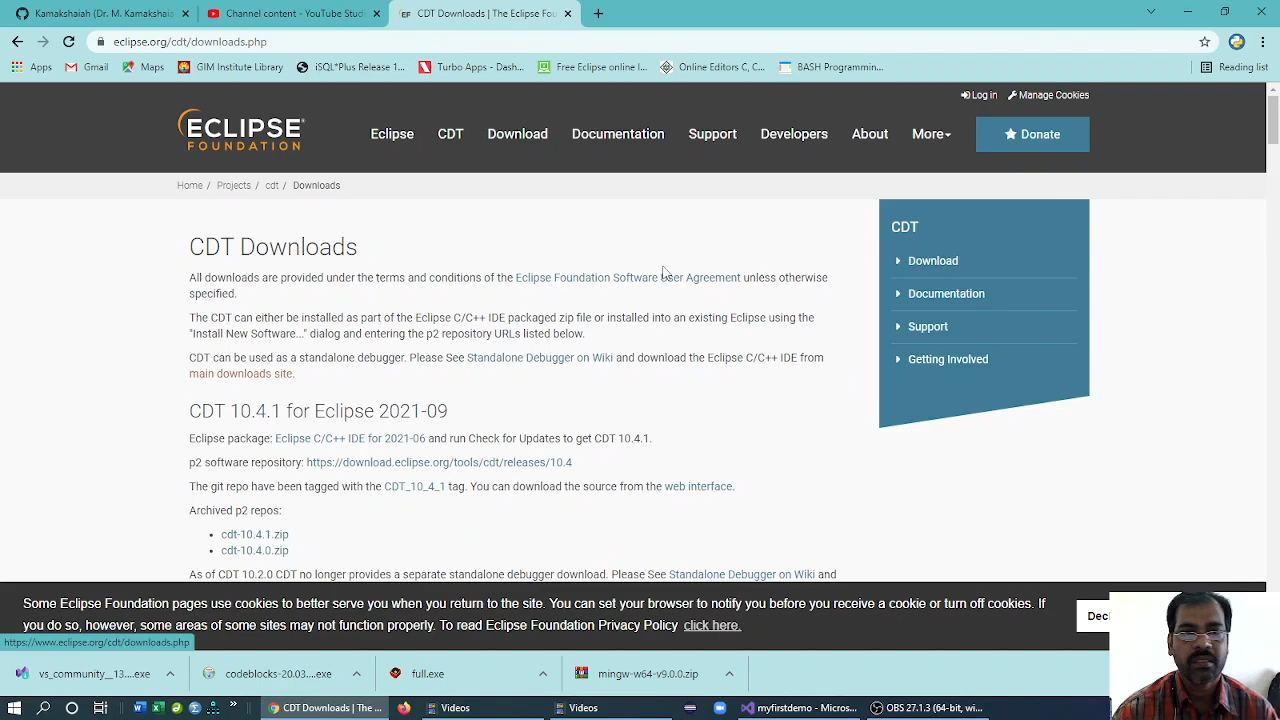 Kamakshaiah (Dr. M. Kamakshaia
Channel content - YouTube Studi
CDT Downloads | The Eclipse Fou
eclipse.org/cdt/downloads.php
Apps Gmail Maps GIM Institute Library iSQL*Plus Release 1... Turbo Apps - Dash... Free Eclipse online I... Online Editors C, C... BASH Programmin... Reading list
Log in Manage Cookies
ECLIPSE
FOUNDATION
Eclipse CDT Download Documentation Support Developers About More Donate
Home / Projects / cdt / Downloads
CDT Downloads
All downloads are provided under the terms and conditions of the Eclipse Foundation Software User Agreement unless otherwise
specified.
The CDT can either be installed as part of the Eclipse C/C++ IDE packaged zip file or installed into an existing Eclipse using the
"Install New Software..." dialog and entering the p2 repository URLs listed below.
CDT can be used as a standalone debugger. Please See Standalone Debugger on Wiki and download the Eclipse C/C++ IDE from
main downloads site.
CDT 10.4.1 for Eclipse 2021-09
Eclipse package: Eclipse C/C++ IDE for 2021-06 and run Check for Updates to get CDT 10.4.1.
p2 software repository: https://download.eclipse.org/tools/cdt/releases/10.4
The git repo have been tagged with the CDT_10_4_1 tag. You can download the source from the web interface.
Archived p2 repos:
• cdt-10.4.1.zip
• cdt-10.4.0.zip
As of CDT 10.2.0 CDT no longer provides a separate standalone debugger download. Please See Standalone Debugger on Wiki and
CDT
Download
Documentation
Support
Getting Involved
Some Eclipse Foundation pages use cookies to better serve you when you return to the site. You can set your browser to notify you before you receive a cookie or turn off cookies. If
you do so, however, some areas of some sites may not function properly. To read Eclipse Foundation Privacy Policy click here.
Decl
https://www.eclipse.org/cdt/downloads.php
vs_community__13....exe codeblocks-20.03....exe full.exe mingw-w64-v9.0.0.zip
CDT Downloads | The ... Videos Videos myfirstdemo - Micros... OBS 27.1.3 (64-bit, win...